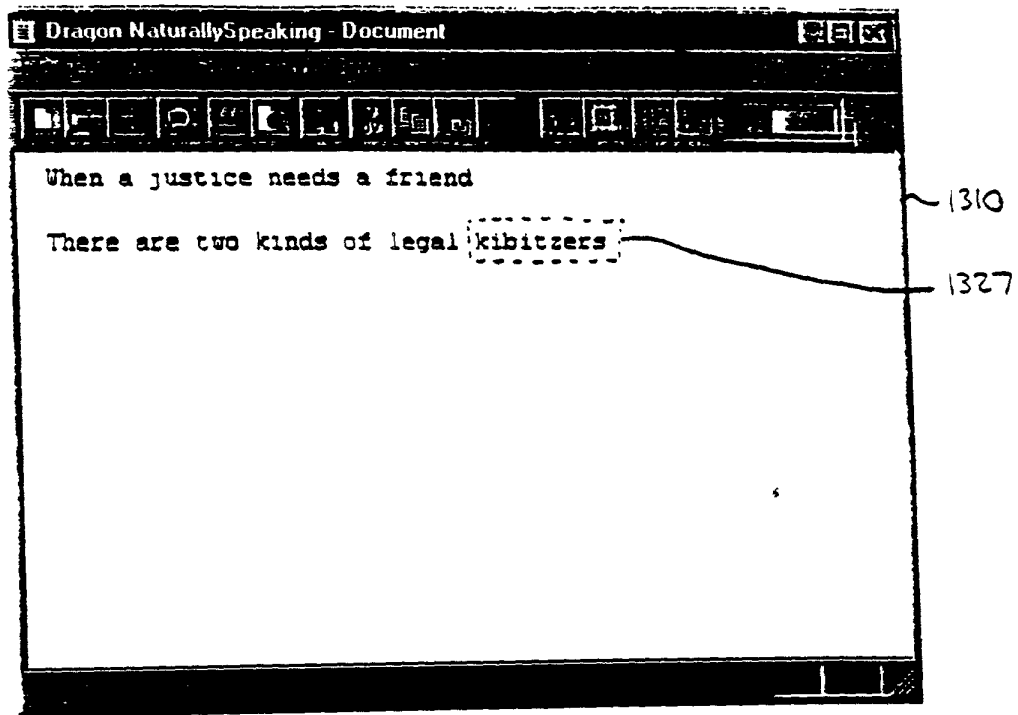 Dragon NaturallySpeaking - Document
When a justice needs a friend
1310
There are two kinds of legal kibitzers
1327